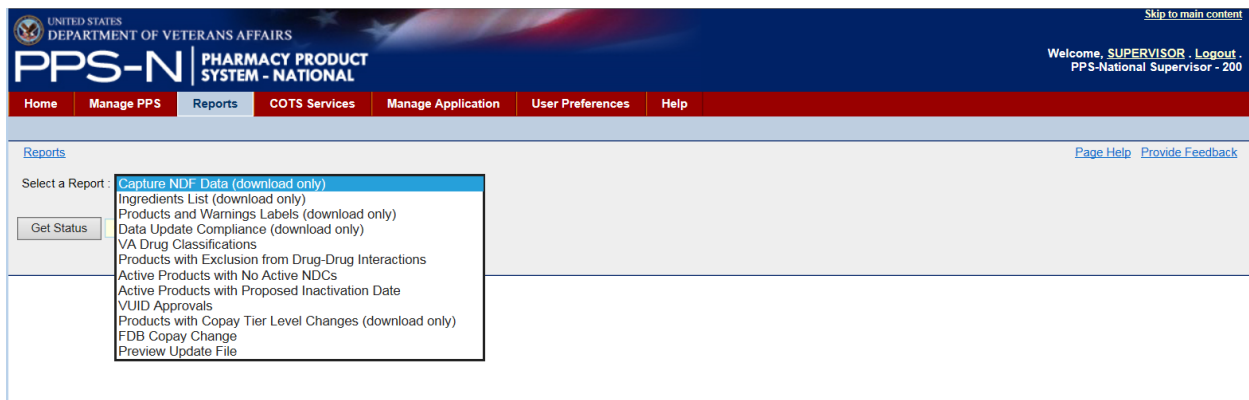 Skip to main content
UNITED STATES
DEPARTMENT OF VETERANS AFFAIRS
PPS-N PHARMACY PRODUCT
SYSTEM - NATIONAL
Welcome, SUPERVISOR . Logout .
PPS-National Supervisor - 200
Home Manage PPS Reports COTS Services Manage Application User Preferences Help
Reports Page Help Provide Feedback
Select a Report : Capture NDF Data (download only)
Ingredients List (download only)
Products and Warnings Labels (download only)
Get Status Data Update Compliance (download only)
VA Drug Classifications
Products with Exclusion from Drug-Drug Interactions
Active Products with No Active NDCs
Active Products with Proposed Inactivation Date
VUID Approvals
Products with Copay Tier Level Changes (download only)
FDB Copay Change
Preview Update File